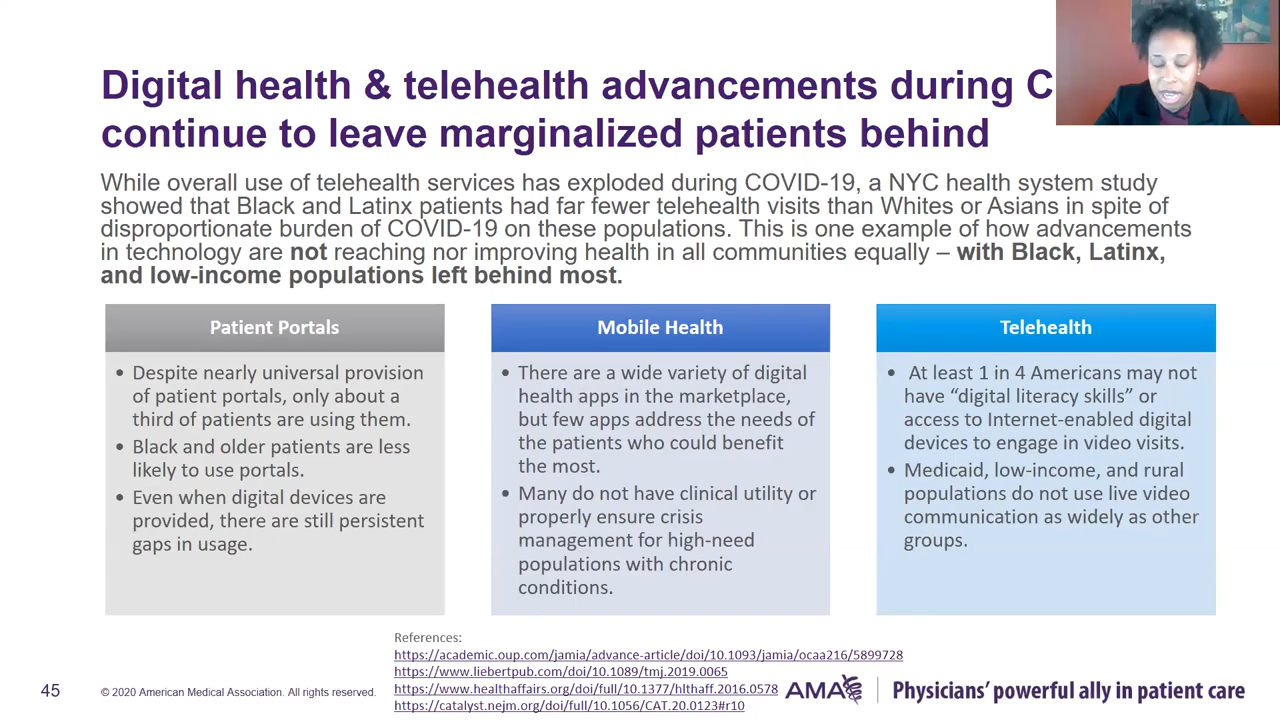 Digital health & telehealth advancements during C
continue to leave marginalized patients behind
While overall use of telehealth services has exploded during COVID-19, a NYC health system study
showed that Black and Latinx patients had far fewer telehealth visits than Whites or Asians in spite of
disproportionate burden of COVID-19 on these populations. This is one example of how advancements
in technology are not reaching nor improving health in all communities equally – with Black, Latinx,
and low-income populations left behind most.
Patient Portals
• Despite nearly universal provision
of patient portals, only about a
third of patients are using them.
• Black and older patients are less
likely to use portals.
• Even when digital devices are
provided, there are still persistent
gaps in usage.
Mobile Health
• There are a wide variety of digital
health apps in the marketplace,
but few apps address the needs of
the patients who could benefit
the most.
• Many do not have clinical utility or
properly ensure crisis
management for high-need
populations with chronic
conditions.
Telehealth
• At least 1 in 4 Americans may not
have “digital literacy skills” or
access to Internet-enabled digital
devices to engage in video visits.
• Medicaid, low-income, and rural
populations do not use live video
communication as widely as other
groups.
References:
https://academic.oup.com/jamia/advance-article/doi/10.1093/jamia/ocaa216/5899728
https://www.liebertpub.com/doi/10.1089/tmj.2019.0065
https://www.healthaffairs.org/doi/full/10.1377/hlthaff.2016.0578
https://catalyst.nejm.org/doi/full/10.1056/CAT.20.0123#r10
45
© 2020 American Medical Association. All rights reserved.
AMA
Physicians’ powerful ally in patient care